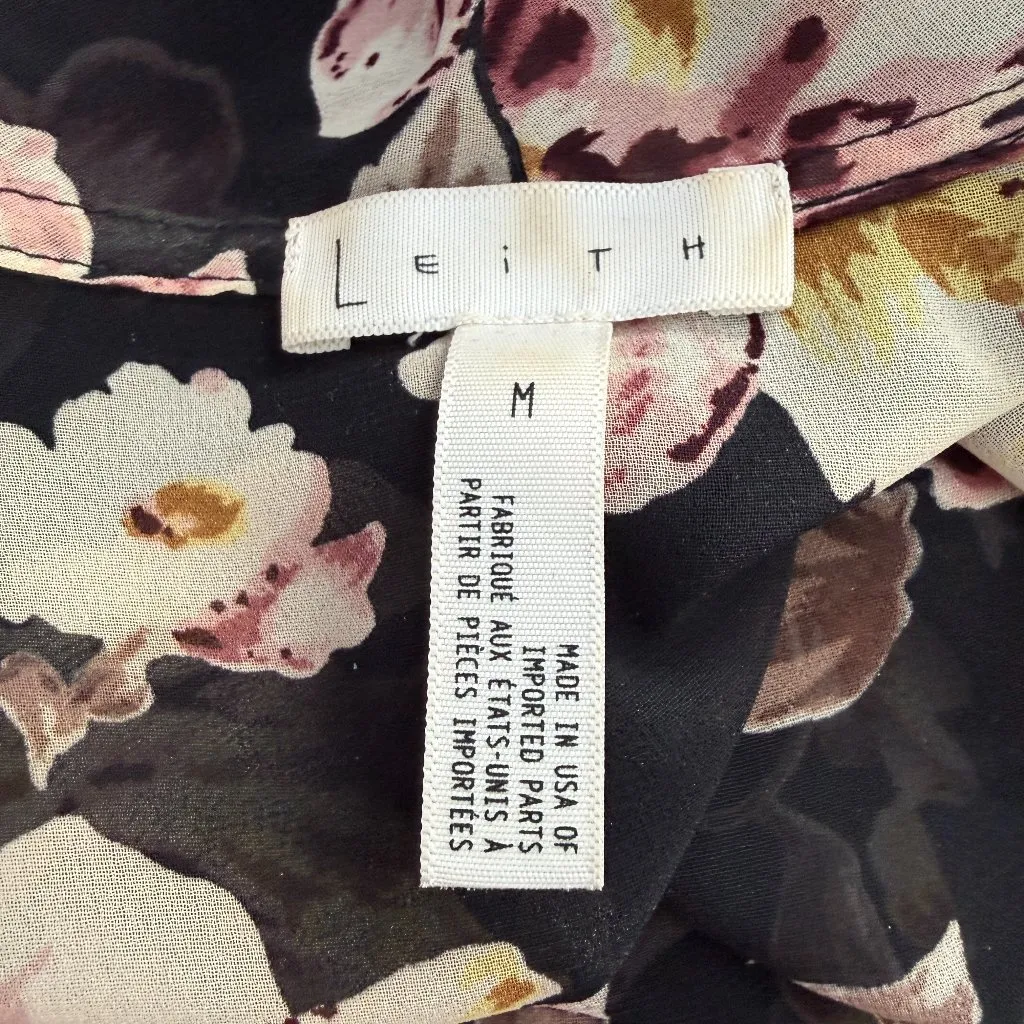 LEiTH
M
MADE IN USA OF
IMPORTED PARTS
FABRIQUÉ AUX ÉTATS-UNIS À
PARTIR DE PIÈCES IMPORTÉES